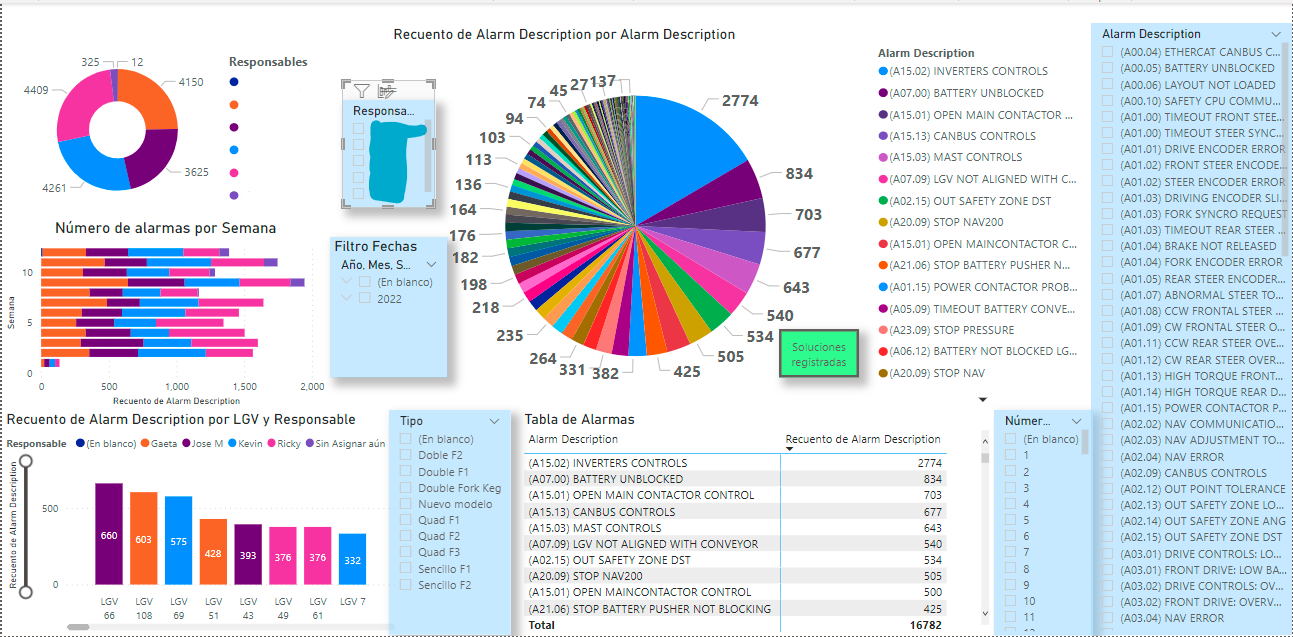 Recuento de Alarm Description por Alarm Description
325
12
4150
4409
3625
4261
Responsables
Responsa...
2774
834
703
677
643
540
534
505
425
382
331
264
235
218
198
182
176
164
136
113
103
94
74
45
27
137
Alarm Description
(A15.02) INVERTERS CONTROLS
(A07.00) BATTERY UNBLOCKED
(A15.01) OPEN MAIN CONTACTOR ...
(A15.13) CANBUS CONTROLS
(A15.03) MAST CONTROLS
(A07.09) LGV NOT ALIGNED WITH C...
(A02.15) OUT SAFETY ZONE DST
(A20.09) STOP NAV200
(A15.01) OPEN MAINCONTACTOR C...
(A21.06) STOP BATTERY PUSHER N...
(A01.15) POWER CONTACTOR PROB...
(A05.09) TIMEOUT BATTERY CONVE...
(A23.09) STOP PRESSURE
(A06.12) BATTERY NOT BLOCKED LG...
(A20.09) STOP NAV
Soluciones
registradas
Número de alarmas por Semana
Semana
10
5
0
0
500
1,000
1,500
2,000
Recuento de Alarm Description
Filtro Fechas
Año, Mes, S...
(En blanco)
2022
Recuento de Alarm Description por LGV y Responsable
Responsable
(En blanco)
Gaeta
Jose M
Kevin
Ricky
Sin Asignar aún
Recuento de Alarm Description
500
0
660
603
575
428
393
376
376
332
LGV 66
LGV 108
LGV 69
LGV 51
LGV 43
LGV 49
LGV 61
LGV 7
Tipo
(En blanco)
Doble F2
Double F1
Double Fork Keg
Nuevo modelo
Quad F1
Quad F2
Quad F3
Sencillo F1
Sencillo F2
Tabla de Alarmas
Alarm Description Recuento de Alarm Description
(A15.02) INVERTERS CONTROLS 2774
(A07.00) BATTERY UNBLOCKED 834
(A15.01) OPEN MAIN CONTACTOR CONTROL 703
(A15.13) CANBUS CONTROLS 677
(A15.03) MAST CONTROLS 643
(A07.09) LGV NOT ALIGNED WITH CONVEYOR 540
(A02.15) OUT SAFETY ZONE DST 534
(A20.09) STOP NAV200 505
(A15.01) OPEN MAINCONTACTOR CONTROL 500
(A21.06) STOP BATTERY PUSHER NOT BLOCKING 425
Total 16782
Númer...
(En blanco)
1
2
3
4
5
6
7
8
9
10
11
Alarm Description
(A00.04) ETHERCAT CANBUS C...
(A00.05) BATTERY UNBLOCKED
(A00.06) LAYOUT NOT LOADED
(A00.10) SAFETY CPU COMMU...
(A01.00) TIMEOUT FRONT STEE...
(A01.00) TIMEOUT STEER SYNC...
(A01.01) DRIVE ENCODER ERROR
(A01.02) FRONT STEER ENCODE...
(A01.02) STEER ENCODER ERROR
(A01.03) DRIVING ENCODER SLI...
(A01.03) FORK SYNCRO REQUEST
(A01.03) TIMEOUT REAR STEER ...
(A01.04) BRAKE NOT RELEASED
(A01.04) FORK ENCODER ERROR
(A01.05) REAR STEER ENCODER...
(A01.07) ABNORMAL STEER TO...
(A01.08) CCW FRONTAL STEER ...
(A01.09) CW FRONTAL STEER O...
(A01.11) CCW REAR STEER OVE...
(A01.12) CW REAR STEER OVER...
(A01.13) HIGH TORQUE FRONT...
(A01.14) HIGH TORQUE REAR D...
(A01.15) POWER CONTACTOR P...
(A02.02) NAV COMMUNICATIO...
(A02.03) NAV ADJUSTMENT TO...
(A02.04) NAV ERROR
(A02.09) CANBUS CONTROLS
(A02.12) OUT POINT TOLERANCE
(A02.13) OUT SAFETY ZONE LO...
(A02.14) OUT SAFETY ZONE ANG
(A02.15) OUT SAFETY ZONE DST
(A03.01) DRIVE CONTROLS: LO...
(A03.01) FRONT DRIVE: LOW BA...
(A03.02) DRIVE CONTROLS: OV...
(A03.02) FRONT DRIVE: OVERV...
(A03.04) NAV ERROR